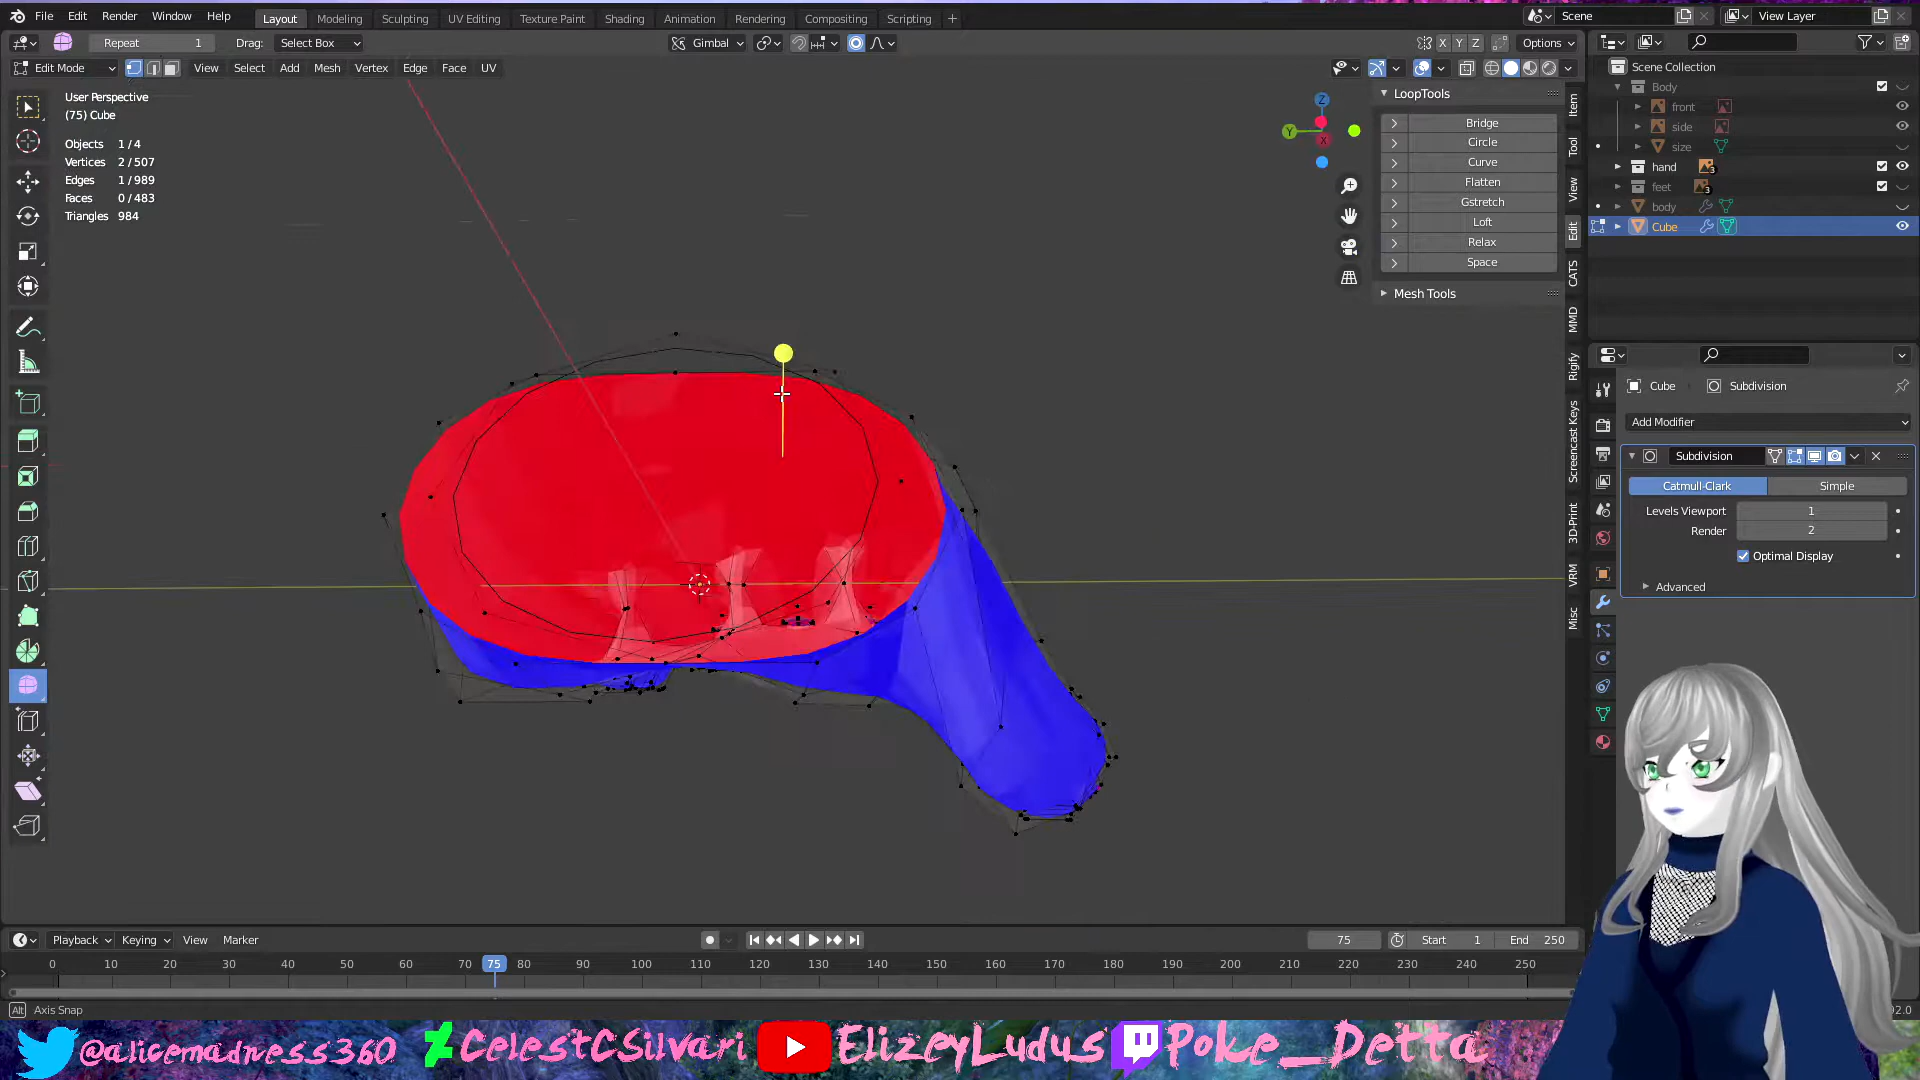 File Edit Render Window Help Layout Modeling Sculpting UV Editing Texture Paint Shading Animation Rendering Compositing Scripting + Scene View Layer
Repeat 1 Drag: Select Box Gimbal X Y Z Options
Edit Mode View Select Add Mesh Vertex Edge Face UV
User Perspective
(75) Cube
Objects 1 / 4
Vertices 2 / 507
Edges 1 / 989
Faces 0 / 483
Triangles 984
Z
Y
X
LoopTools
Bridge
Circle
Curve
Flatten
Gstretch
Loft
Relax
Space
Mesh Tools
Item
Tool
View
Edit
CATS
MMD
Rigify
Screencast Keys
3D-Print
VRM
Misc
Scene Collection
Body
front
side
size
hand 3
feet 3
body
Cube
Cube Subdivision
Add Modifier
Subdivision
Catmull-Clark Simple
Levels Viewport 1
Render 2
Optimal Display
Advanced
Playback Keying View Marker 75 Start 1 End 250
0 10 20 30 40 50 60 70 75 80 90 100 110 120 130 140 150 160 170 180 190 200 210 220 230 240 250
Alt Axis Snap
@alicemadness360 CelestCSilvari ElizeyLudus Poke__Detta